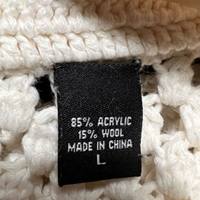 85% ACRYLIC
15% WOOL
MADE IN CHINA
L